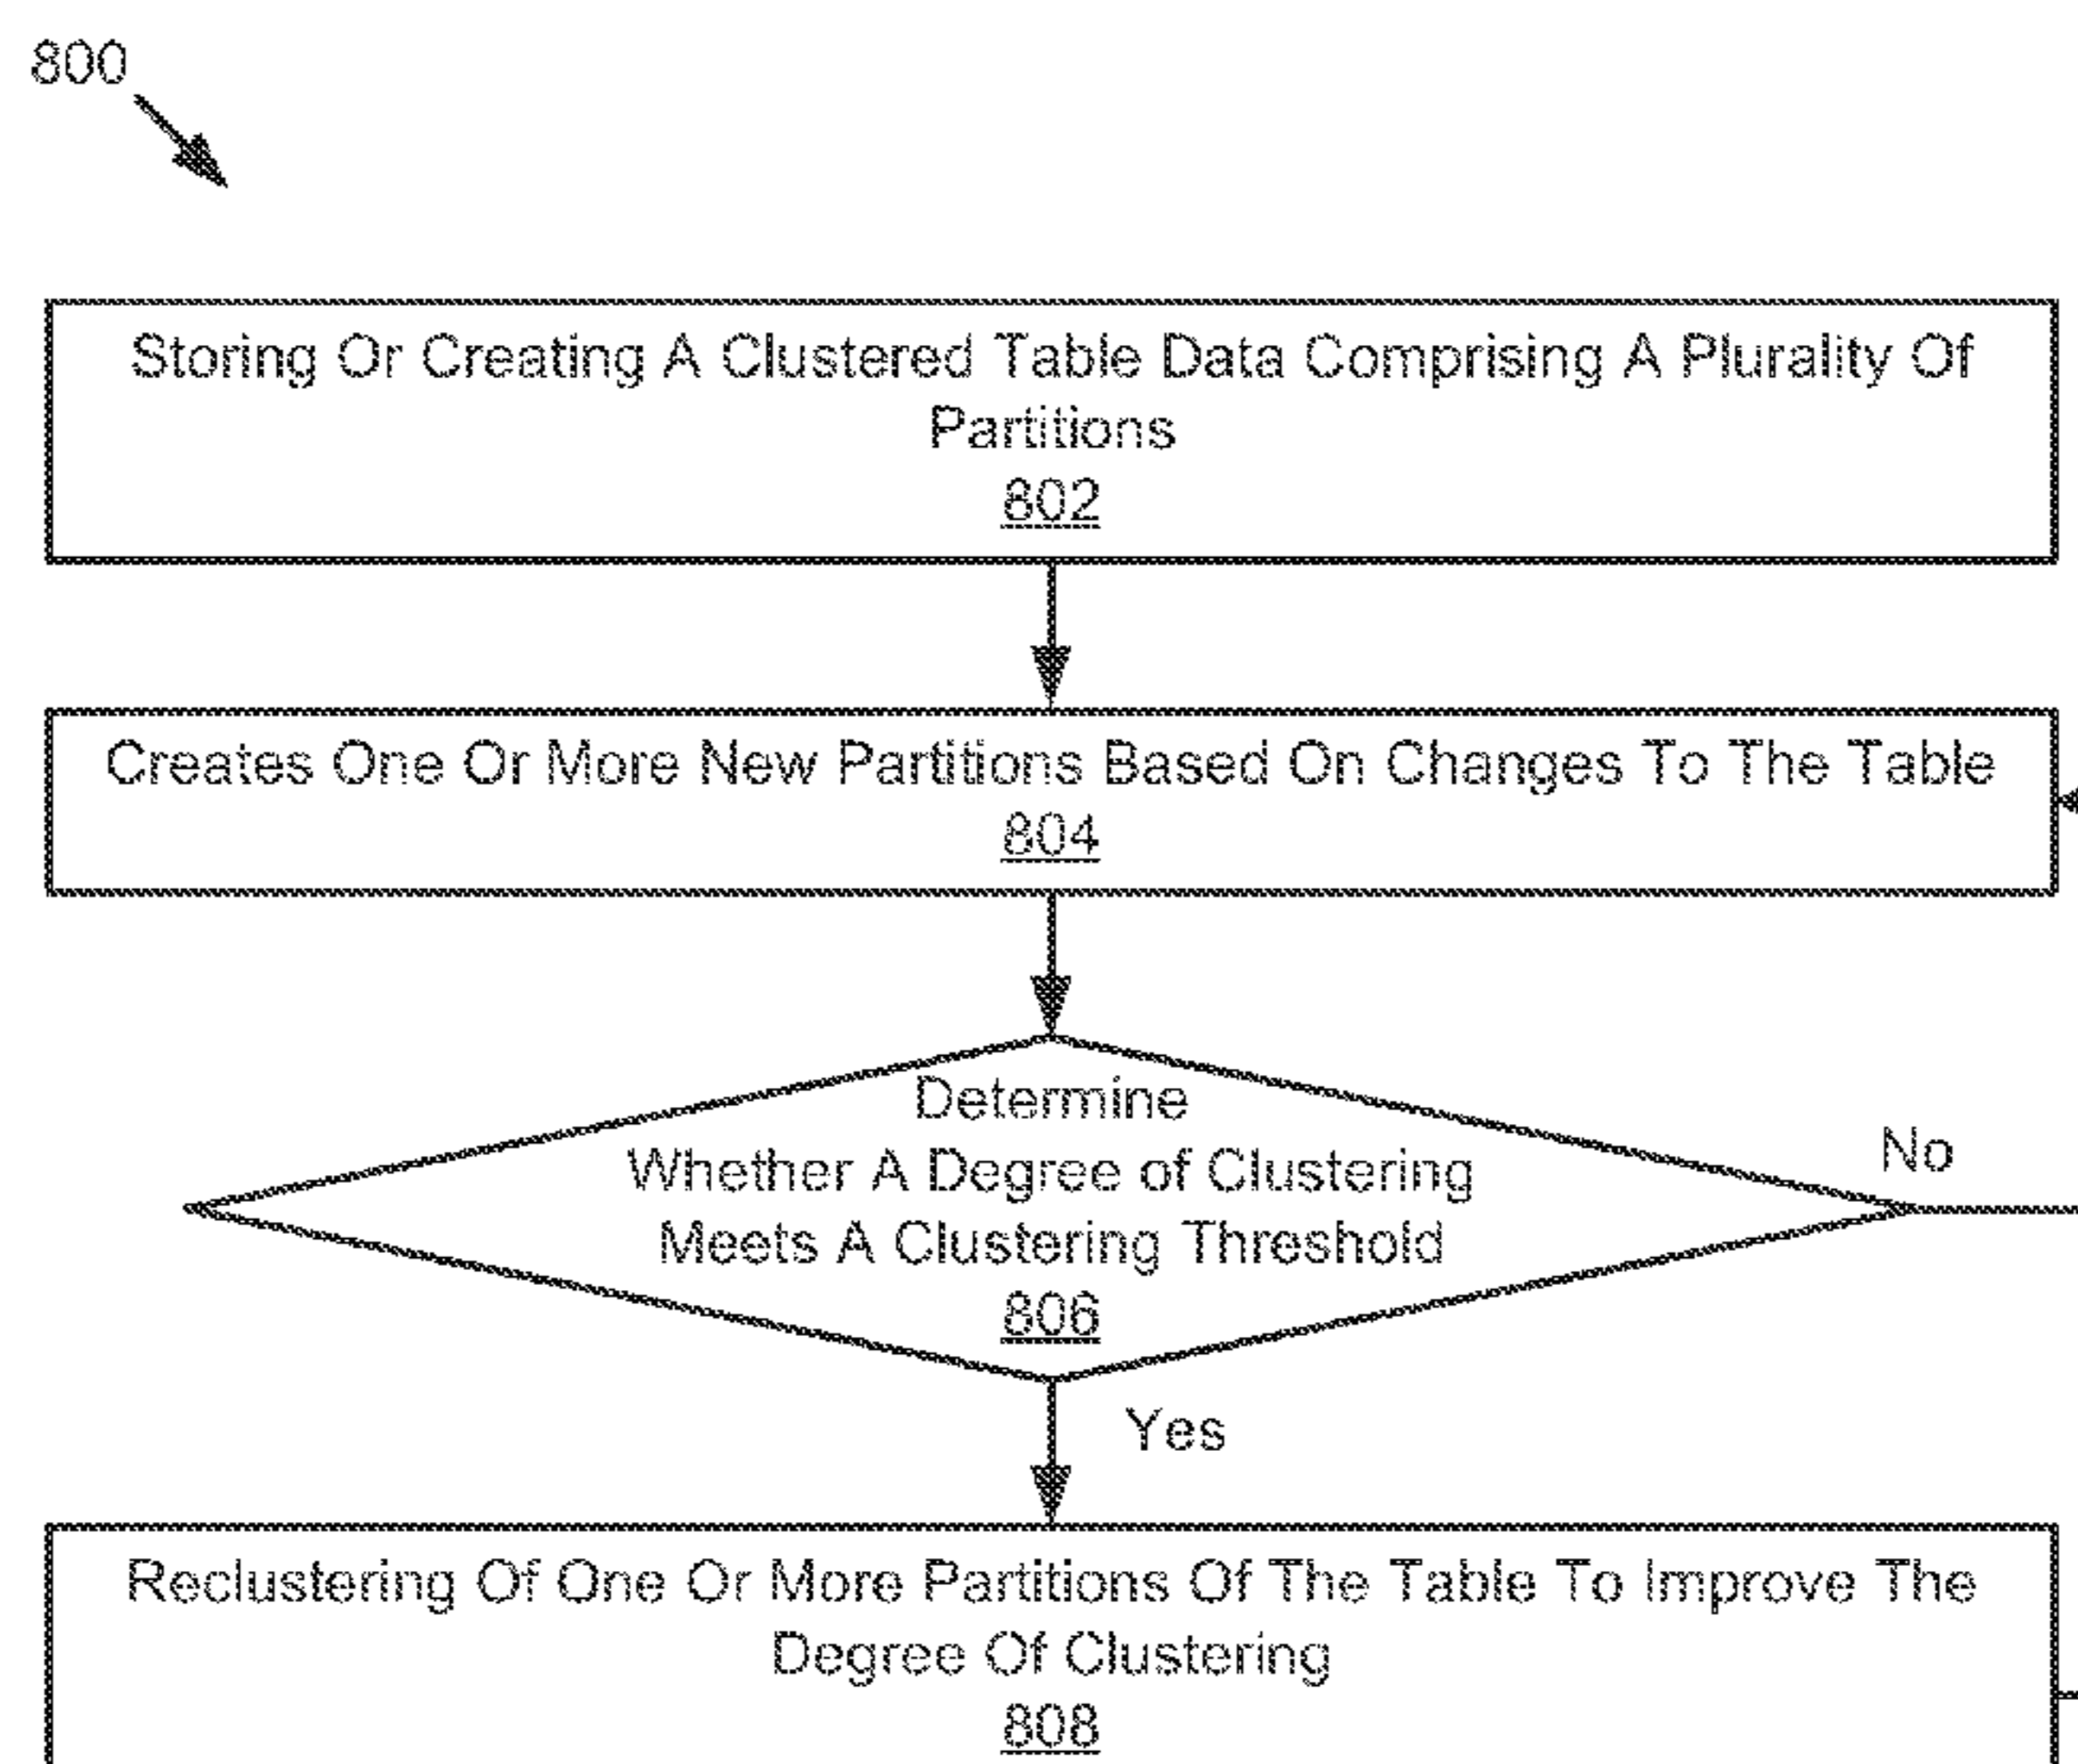 800
Storing Or Creating A Clustered Table Data Comprising A Plurality Of
Partitions
802
Creates One Or More New Partitions Based On Changes To The Table
804
Determine
Whether A Degree of Clustering
Meets A Clustering Threshold
806
No
Yes
Reclustering Of One Or More Partitions Of The Table To Improve The
Degree Of Clustering
808